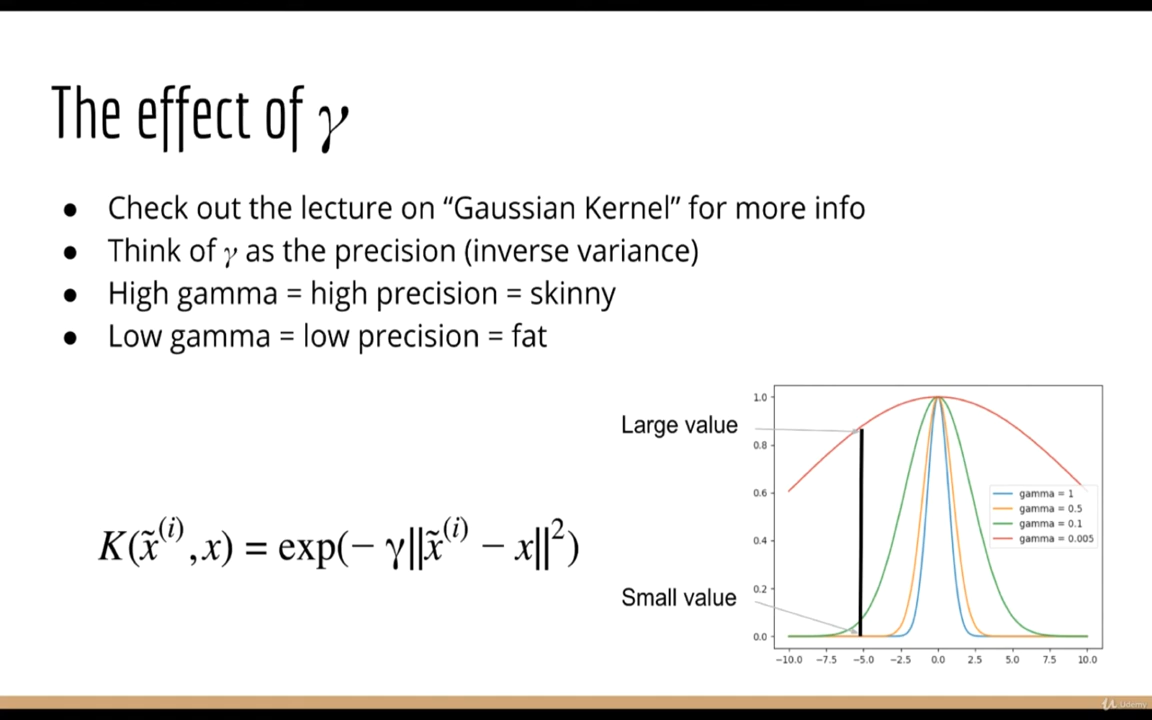 The effect of γ
● Check out the lecture on “Gaussian Kernel” for more info
● Think of γ as the precision (inverse variance)
● High gamma = high precision = skinny
● Low gamma = low precision = fat
K(x̃⁽ⁱ⁾, x) = exp(− γ||x̃⁽ⁱ⁾ − x||²)
Large value
Small value
1.0
0.8
0.6
0.4
0.2
0.0
−10.0 −7.5 −5.0 −2.5 0.0 2.5 5.0 7.5 10.0
gamma = 1
gamma = 0.5
gamma = 0.1
gamma = 0.005
Udemy